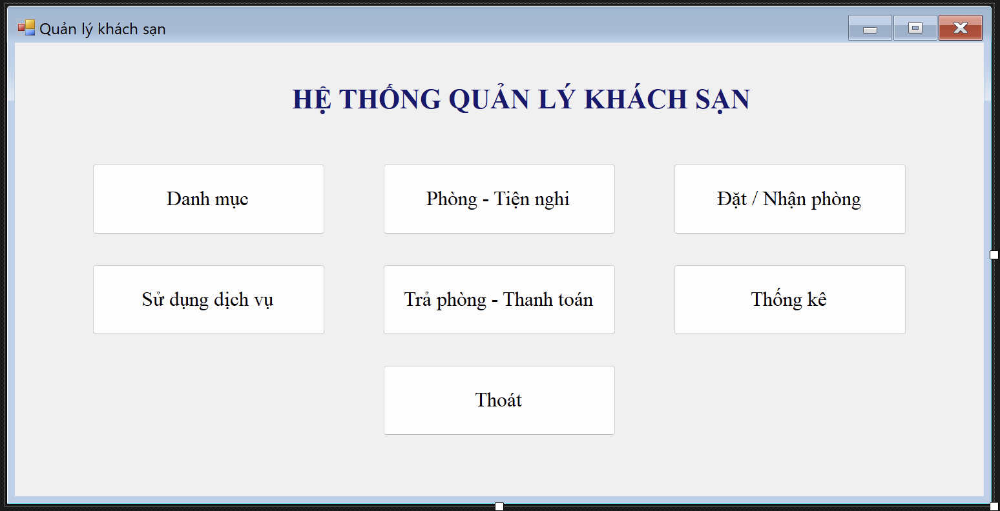 Quản lý khách sạn
HỆ THỐNG QUẢN LÝ KHÁCH SẠN
Danh mục
Phòng - Tiện nghi
Đặt / Nhận phòng
Sử dụng dịch vụ
Trả phòng - Thanh toán
Thống kê
Thoát